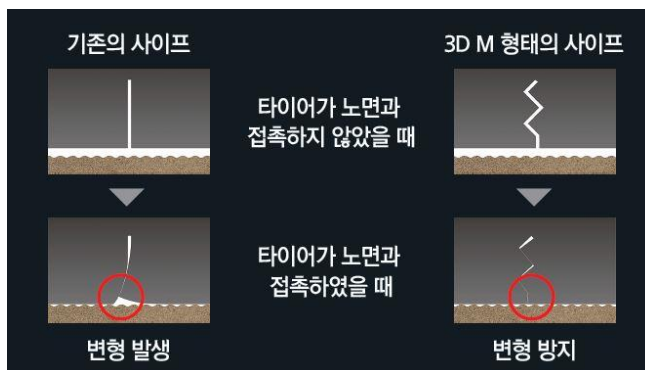 기존의 사이프
3D M 형태의 사이프
타이어가 노면과
접촉하지 않았을 때
타이어가 노면과
접촉하였을 때
변형 발생
변형 방지